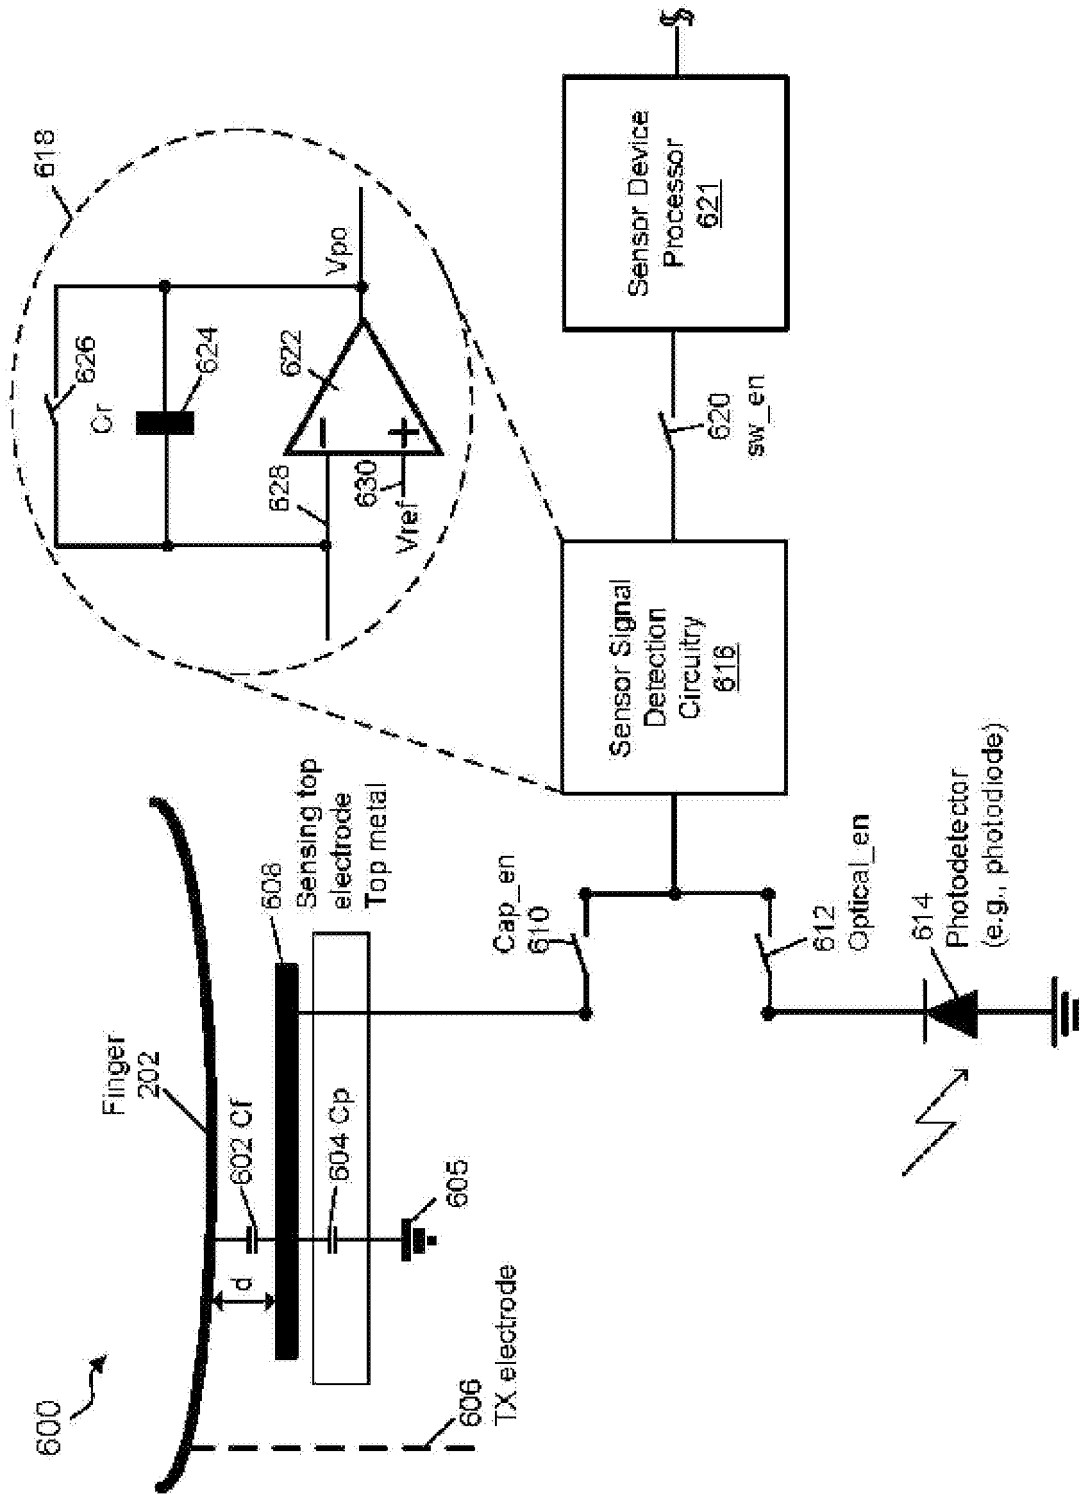 600
Finger
202
d
602 Cf
608
Sensing top
electrode
Top metal
604 Cp
605
606
TX electrode
618
626
Cr
624
622
628
630
Vref
Vpo
Cap_en
610
612
Optical_en
614
Photodetector
(e.g., photodiode)
Sensor Signal
Detection
Circuitry
616
620
sw_en
Sensor Device
Processor
621